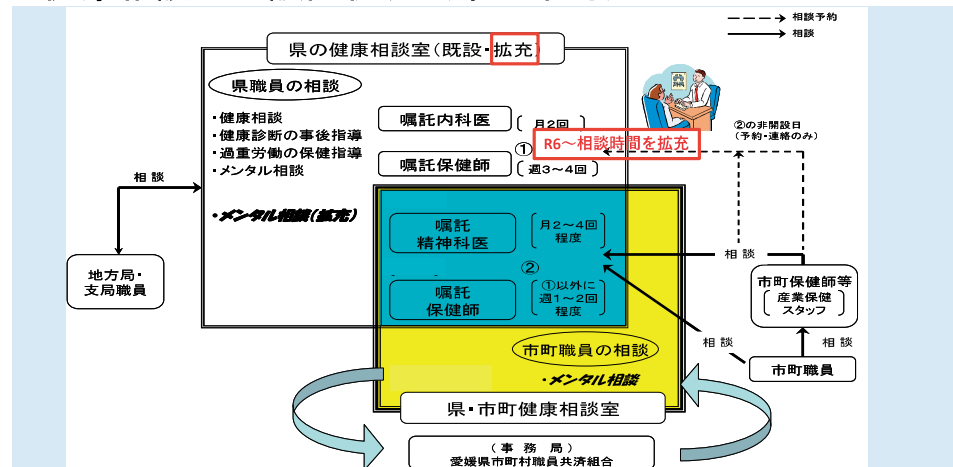 相談予約
相談
県の健康相談室(既設・拡充)
県職員の相談
・健康相談
・健康診断の事後指導
・過重労働の保健指導
・メンタル相談
・メンタル相談(拡充)
嘱託内科医
月2回
①
R6～相談時間を拡充
嘱託保健師
週3～4回
②の非開設日
(予約・連絡のみ)
相談
地方局・
支局職員
嘱託
精神科医
月2～4回
程度
②
嘱託
保健師
①以外に
週1～2回
程度
相談
市町保健師等
産業保健
スタッフ
相談
相談
市町職員
市町職員の相談
・メンタル相談
県・市町健康相談室
(事務局)
愛媛県市町村職員共済組合